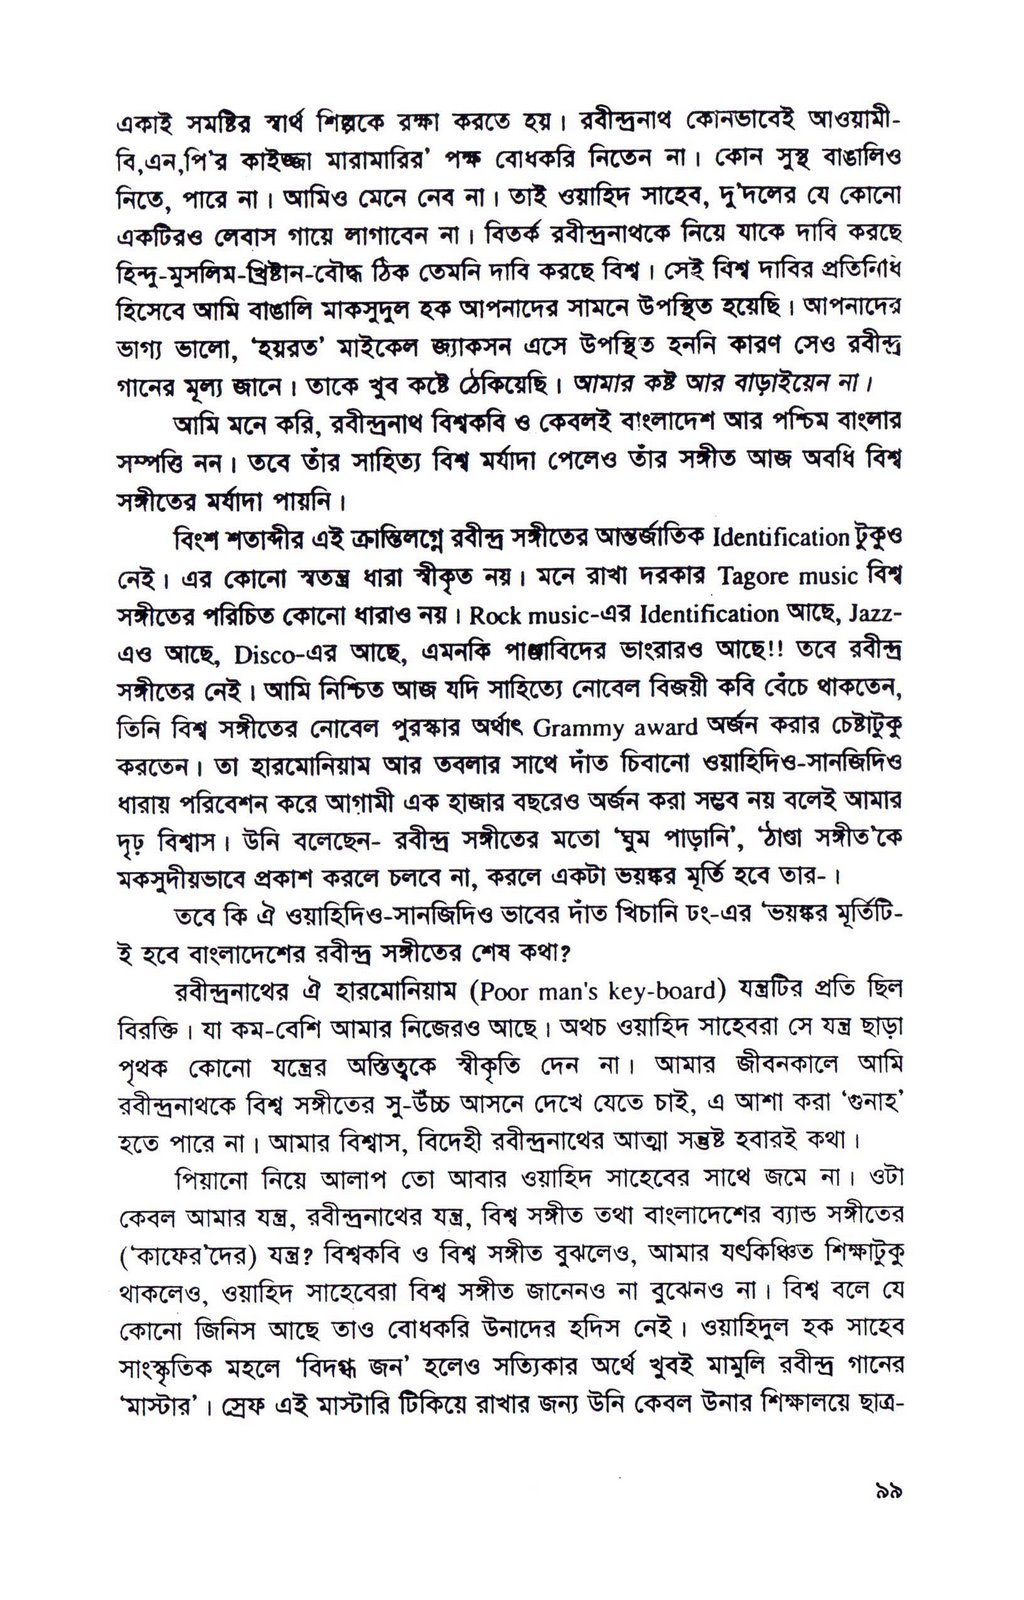 একাই সমষ্টির স্বার্থ শিল্পকে রক্ষা করতে হয়। রবীন্দ্রনাথ কোনভাবেই আওয়ামী-
বি,এন,পি'র কাইজ্জা মারামারির' পক্ষ বোধকরি নিতেন না। কোন সুস্থ বাঙালিও
নিতে, পারে না। আমিও মেনে নেব না। তাই ওয়াহিদ সাহেব, দু'দলের যে কোনো
একটিরও লেবাস গায়ে লাগাবেন না। বিতর্ক রবীন্দ্রনাথকে নিয়ে যাকে দাবি করছে
হিন্দু-মুসলিম-খ্রিষ্টান-বৌদ্ধ ঠিক তেমনি দাবি করছে বিশ্ব। সেই বিশ্ব দাবির প্রতিনিধি
হিসেবে আমি বাঙালি মাকসুদুল হক আপনাদের সামনে উপস্থিত হয়েছি। আপনাদের
ভাগ্য ভালো, 'হযরত' মাইকেল জ্যাকসন এসে উপস্থিত হননি কারণ সেও রবীন্দ্র
গানের মূল্য জানে। তাকে খুব কষ্টে ঠেকিয়েছি। আমার কষ্ট আর বাড়াইয়েন না।
আমি মনে করি, রবীন্দ্রনাথ বিশ্বকবি ও কেবলই বাংলাদেশ আর পশ্চিম বাংলার
সম্পত্তি নন। তবে তাঁর সাহিত্য বিশ্ব মর্যাদা পেলেও তাঁর সঙ্গীত আজ অবধি বিশ্ব
সঙ্গীতের মর্যাদা পায়নি।
বিংশ শতাব্দীর এই ক্রান্তিলগ্নে রবীন্দ্র সঙ্গীতের আন্তর্জাতিক Identification টুকুও
নেই। এর কোনো স্বতন্ত্র ধারা স্বীকৃত নয়। মনে রাখা দরকার Tagore music বিশ্ব
সঙ্গীতের পরিচিত কোনো ধারাও নয়। Rock music-এর Identification আছে, Jazz-
এও আছে, Disco-এর আছে, এমনকি পাঞ্জাবিদের ভাংরারও আছে!! তবে রবীন্দ্র
সঙ্গীতের নেই। আমি নিশ্চিত আজ যদি সাহিত্যে নোবেল বিজয়ী কবি বেঁচে থাকতেন,
তিনি বিশ্ব সঙ্গীতের নোবেল পুরস্কার অর্থাৎ Grammy award অর্জন করার চেষ্টাটুকু
করতেন। তা হারমোনিয়াম আর তবলার সাথে দাঁত চিবানো ওয়াহিদিও-সানজিদিও
ধারায় পরিবেশন করে আগামী এক হাজার বছরেও অর্জন করা সম্ভব নয় বলেই আমার
দৃঢ় বিশ্বাস। উনি বলেছেন- রবীন্দ্র সঙ্গীতের মতো 'ঘুম পাড়ানি', 'ঠাণ্ডা সঙ্গীত'কে
মকসুদীয়ভাবে প্রকাশ করলে চলবে না, করলে একটা ভয়ঙ্কর মূর্তি হবে তার-।
তবে কি ঐ ওয়াহিদিও-সানজিদিও ভাবের দাঁত খিচানি ঢং-এর 'ভয়ঙ্কর মূর্তিটি-
ই হবে বাংলাদেশের রবীন্দ্র সঙ্গীতের শেষ কথা?
রবীন্দ্রনাথের ঐ হারমোনিয়াম (Poor man's key-board) যন্ত্রটির প্রতি ছিল
বিরক্তি। যা কম-বেশি আমার নিজেরও আছে। অথচ ওয়াহিদ সাহেবরা সে যন্ত্র ছাড়া
পৃথক কোনো যন্ত্রের অস্তিত্বকে স্বীকৃতি দেন না। আমার জীবনকালে আমি
রবীন্দ্রনাথকে বিশ্ব সঙ্গীতের সু-উঁচ্চ আসনে দেখে যেতে চাই, এ আশা করা 'গুনাহ'
হতে পারে না। আমার বিশ্বাস, বিদেহী রবীন্দ্রনাথের আত্মা সন্তুষ্ট হবারই কথা।
পিয়ানো নিয়ে আলাপ তো আবার ওয়াহিদ সাহেবের সাথে জমে না। ওটা
কেবল আমার যন্ত্র, রবীন্দ্রনাথের যন্ত্র, বিশ্ব সঙ্গীত তথা বাংলাদেশের ব্যান্ড সঙ্গীতের
('কাফের'দের) যন্ত্র? বিশ্বকবি ও বিশ্ব সঙ্গীত বুঝলেও, আমার যৎকিঞ্চিত শিক্ষাটুকু
থাকলেও, ওয়াহিদ সাহেবেরা বিশ্ব সঙ্গীত জানেনও না বুঝেনও না। বিশ্ব বলে যে
কোনো জিনিস আছে তাও বোধকরি উনাদের হদিস নেই। ওয়াহিদুল হক সাহেব
সাংস্কৃতিক মহলে 'বিদগ্ধ জন' হলেও সত্যিকার অর্থে খুবই মামুলি রবীন্দ্র গানের
'মাস্টার'। স্রেফ এই মাস্টারি টিকিয়ে রাখার জন্য উনি কেবল উনার শিক্ষালয়ে ছাত্র-
৯৯